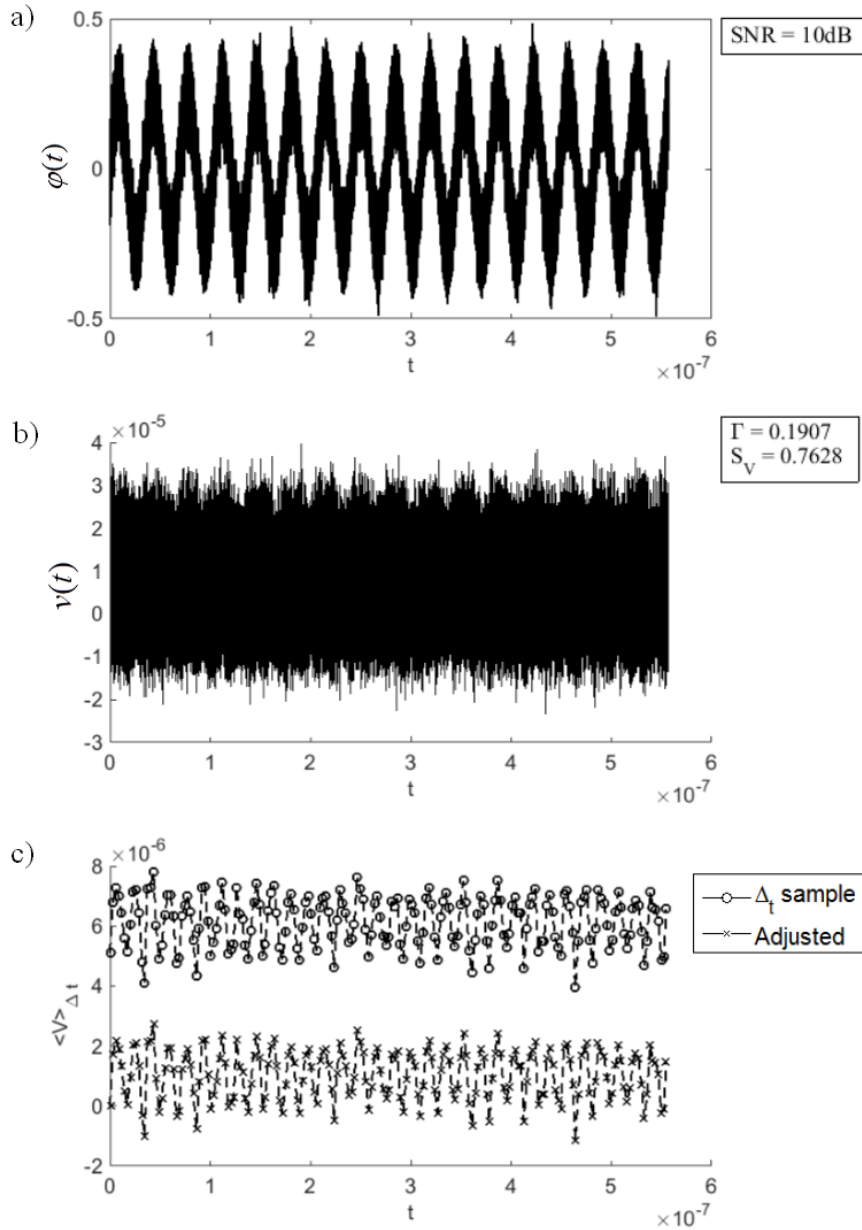 a)
SNR = 10dB
0.5
0
-0.5
φ(t)
0 1 2 3 4 5 6
t
×10-7
b)
×10-5
Γ = 0.1907
SV = 0.7628
4
3
2
1
0
-1
-2
-3
v(t)
0 1 2 3 4 5 6
t
×10-7
c)
×10-6
Δt sample
Adjusted
8
6
4
2
0
-2
<V>Δt
0 1 2 3 4 5 6
t
×10-7